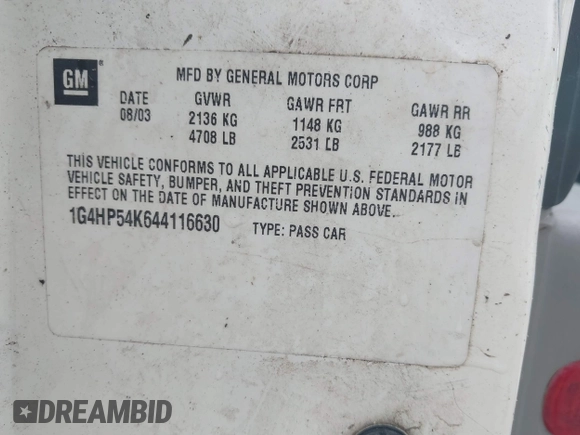 GM
MFD BY GENERAL MOTORS CORP
DATE GVWR GAWR FRT GAWR RR
08/03 2136 KG 1148 KG 988 KG
4708 LB 2531 LB 2177 LB
THIS VEHICLE CONFORMS TO ALL APPLICABLE U.S. FEDERAL MOTOR
VEHICLE SAFETY, BUMPER, AND THEFT PREVENTION STANDARDS IN
EFFECT ON THE DATE OF MANUFACTURE SHOWN ABOVE.
1G4HP54K644116630 TYPE: PASS CAR
DREAMBID